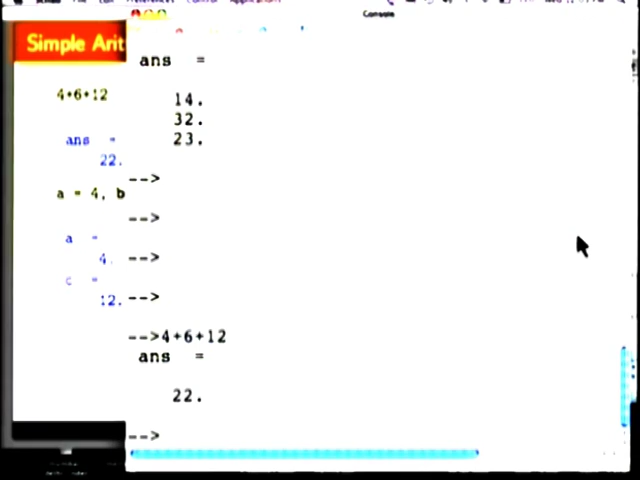 Console
Simple Arit
4+6+12
ans =
22.
a = 4, b
a =
4.
c =
12.
ans =
14.
32.
23.
-->
-->
-->
-->
-->4+6+12
ans =
22.
-->